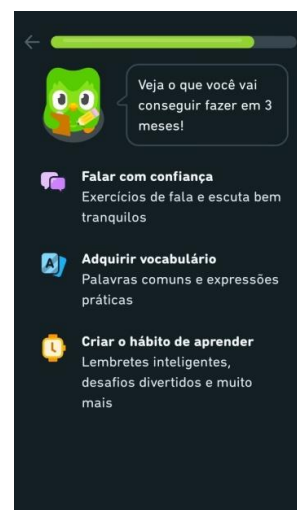 Veja o que você vai
conseguir fazer em 3
meses!
Falar com confiança
Exercícios de fala e escuta bem
tranquilos
Adquirir vocabulário
Palavras comuns e expressões
práticas
Criar o hábito de aprender
Lembretes inteligentes,
desafios divertidos e muito
mais